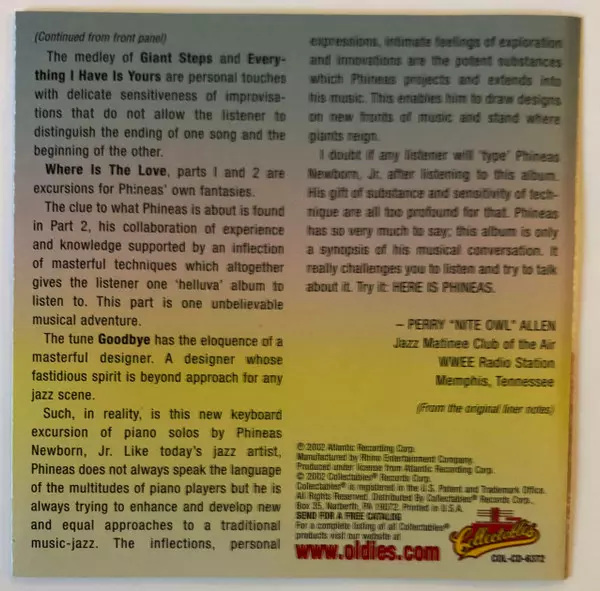 (Continued from front panel)
The medley of Giant Steps and Every-
thing I Have Is Yours are personal touches
with delicate sensitiveness of improvisa-
tions that do not allow the listener to
distinguish the ending of one song and the
beginning of the other.
Where Is The Love, parts I and 2 are
excursions for Phineas' own fantasies.
The clue to what Phineas is about is found
in Part 2, his collaboration of experience
and knowledge supported by an inflection
of masterful techniques which altogether
gives the listener one 'helluva' album to
listen to. This part is one unbelievable
musical adventure.
The tune Goodbye has the eloquence of a
masterful designer. A designer whose
fastidious spirit is beyond approach for any
jazz scene.
Such, in reality, is this new keyboard
excursion of piano solos by Phineas
Newborn, Jr. Like today's jazz artist,
Phineas does not always speak the language
of the multitudes of piano players but he is
always trying to enhance and develop new
and equal approaches to a traditional
music-jazz. The inflections, personal
expressions, intimate feelings of exploration
and innovations are the potent substances
which Phineas projects and extends into
his music. This enables him to draw designs
on new fronts of music and stand where
giants reign.
I doubt if any listener will 'type' Phineas
Newborn, Jr. after listening to this album.
His gift of substance and sensitivity of tech-
nique are all too profound for that. Phineas
has so very much to say; this album is only
a synopsis of his musical conversation. It
really challenges you to listen and try to talk
about it. Try it: HERE IS PHINEAS.
– PERRY "NITE OWL" ALLEN
Jazz Matinee Club of the Air
WWEE Radio Station
Memphis, Tennessee
(From the original liner notes)
℗ 2002 Atlantic Recording Corp.
Manufactured by Rhino Entertainment Company.
Produced under license from Atlantic Recording Corp.
© 2002 Collectables® Records Corp.
Collectables® is registered in the U.S. Patent and Trademark Office.
All Rights Reserved. Distributed By Collectables® Records Corp.,
Box 35, Narberth, PA 19072. Printed in U.S.A.
SEND FOR A FREE CATALOG
For a complete listing of all Collectables®
products visit our website at
www.oldies.com
Collectables
COL-CD-6372